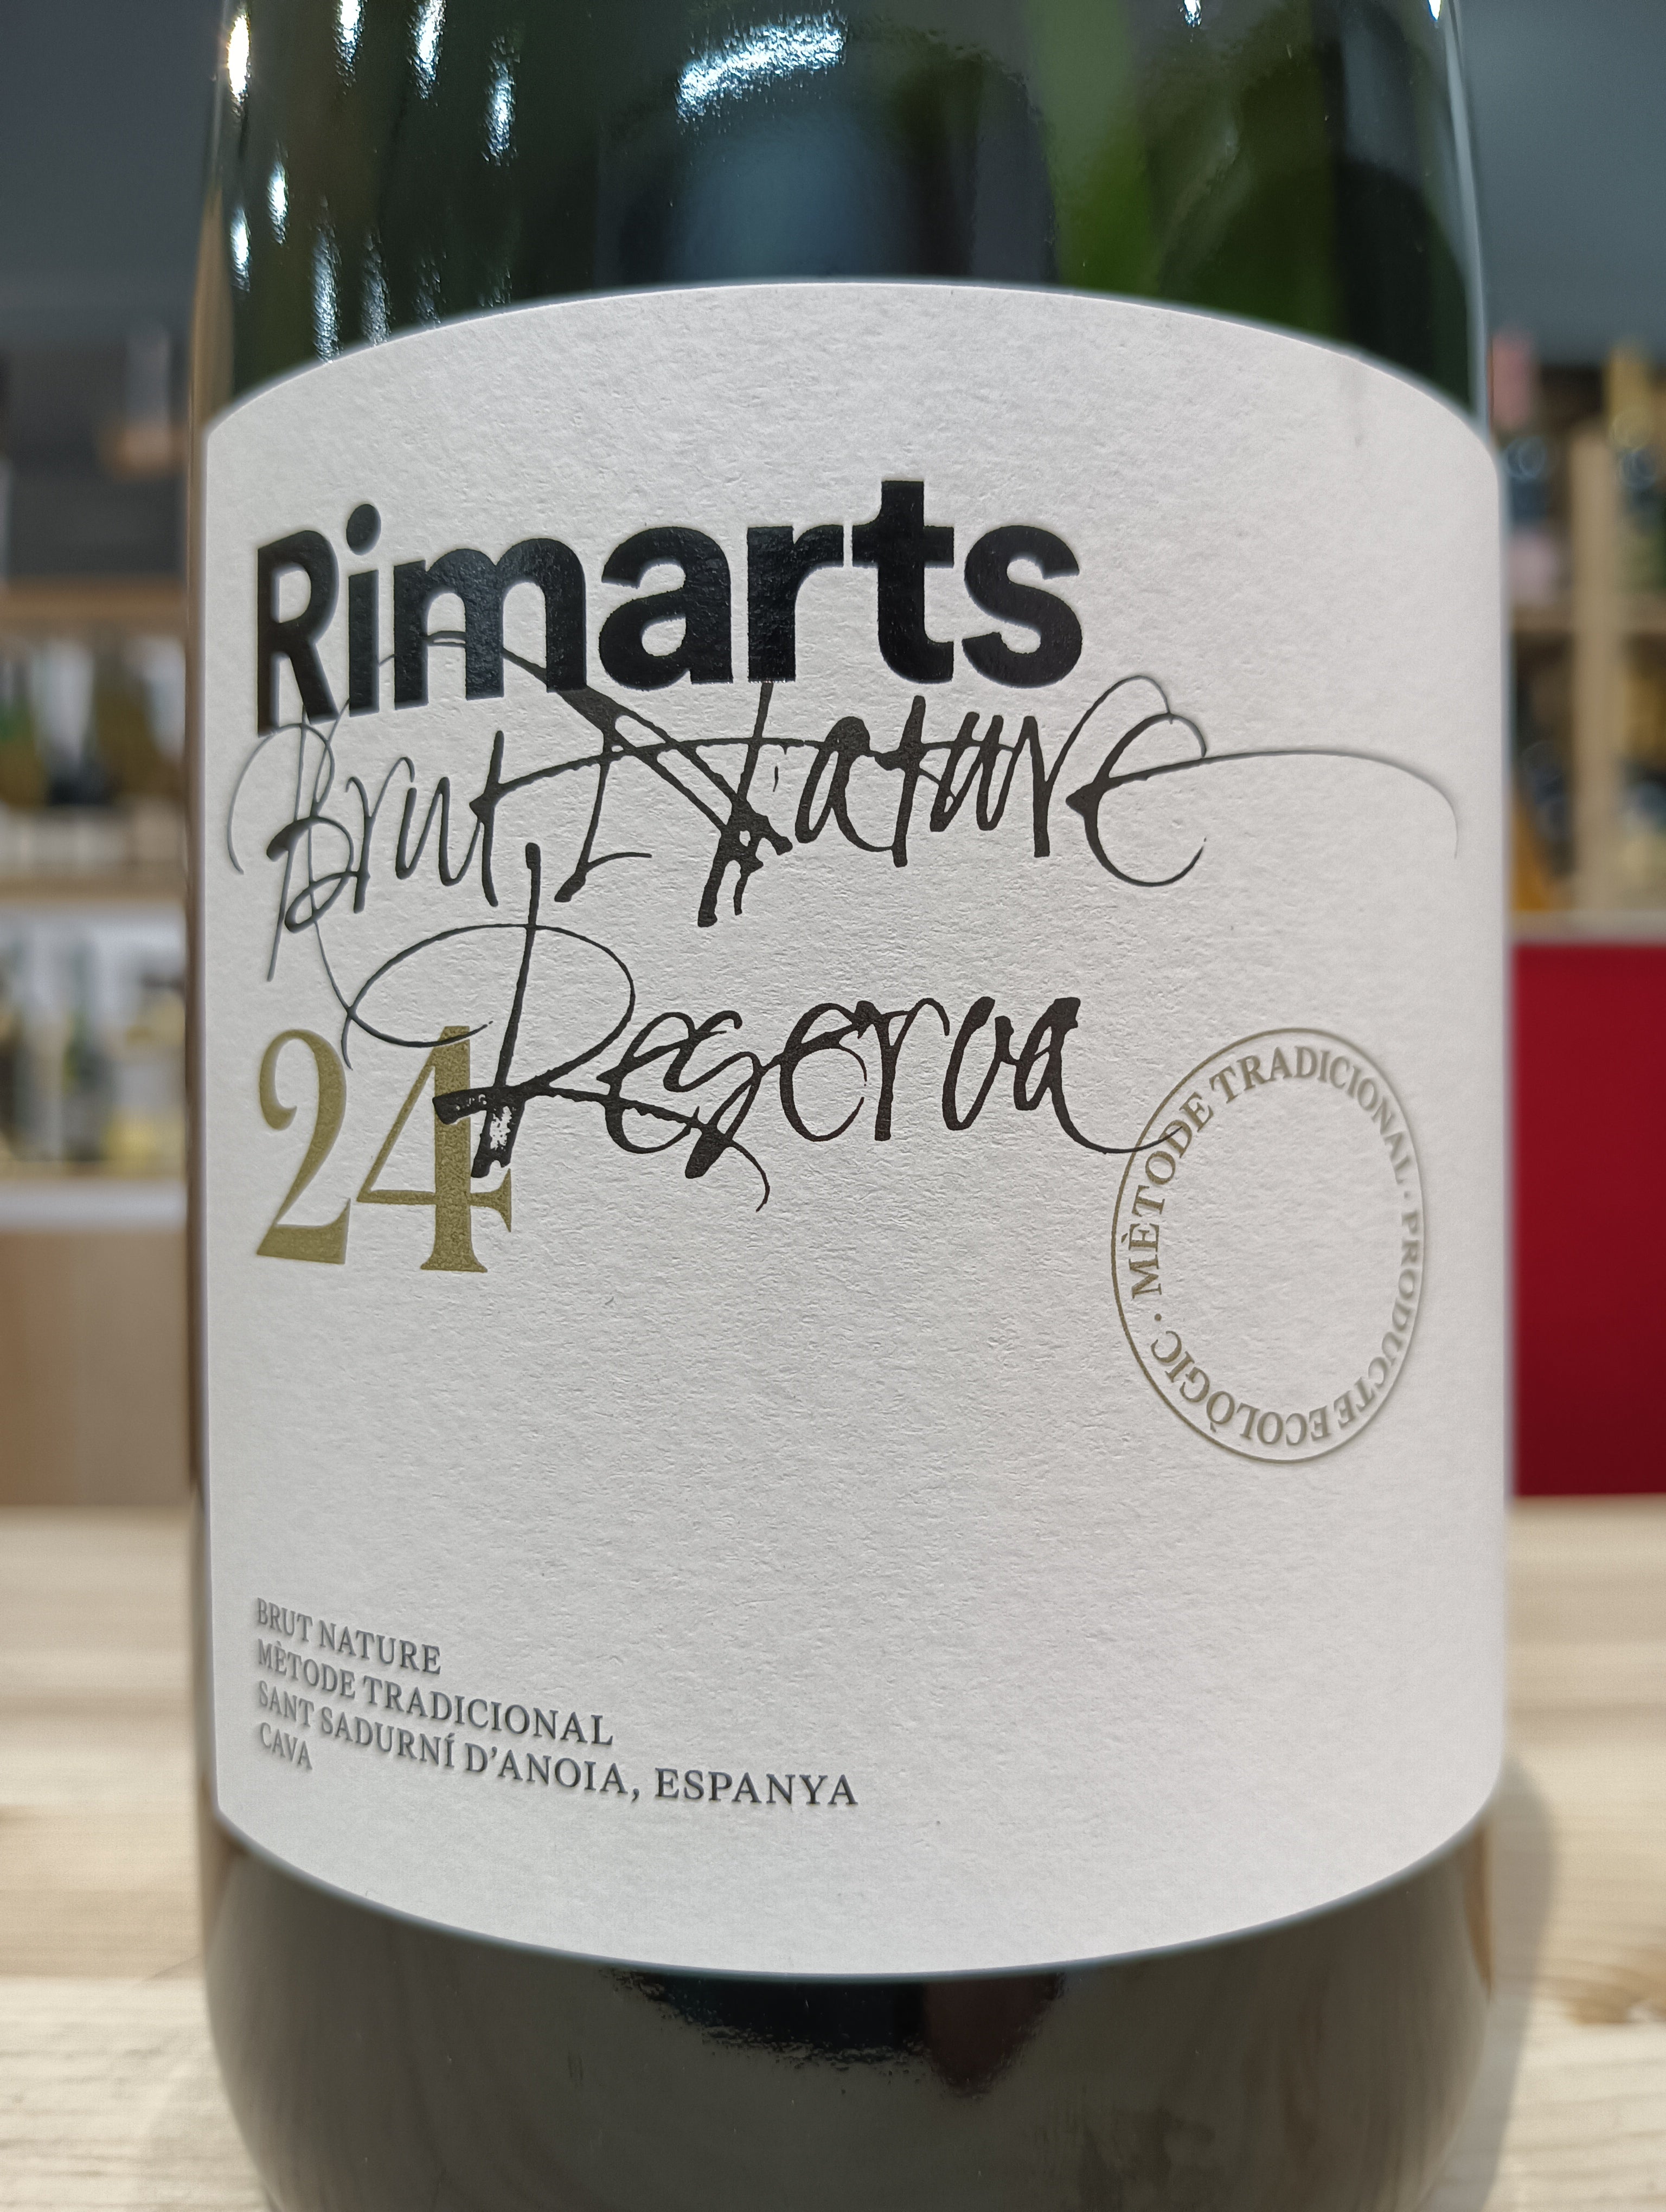 Rimarts
Brut Nature
Reserva
24
MÈTODE TRADICIONAL · PRODUCTE ECOLÒGIC ·
BRUT NATURE
MÈTODE TRADICIONAL
SANT SADURNÍ D'ANOIA, ESPANYA
CAVA